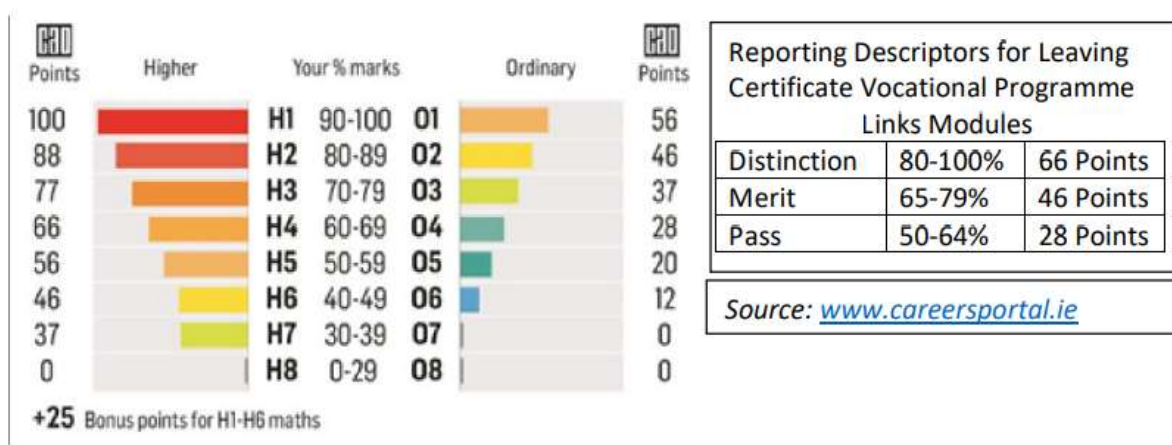 cao cao
Points Higher Your % marks Ordinary Points
100 H1 90-100 O1 56
88 H2 80-89 O2 46
77 H3 70-79 O3 37
66 H4 60-69 O4 28
56 H5 50-59 O5 20
46 H6 40-49 O6 12
37 H7 30-39 O7 0
0 H8 0-29 O8 0
+25 Bonus points for H1-H6 maths
Reporting Descriptors for Leaving
Certificate Vocational Programme
Links Modules
Distinction 80-100% 66 Points
Merit 65-79% 46 Points
Pass 50-64% 28 Points
Source: www.careersportal.ie